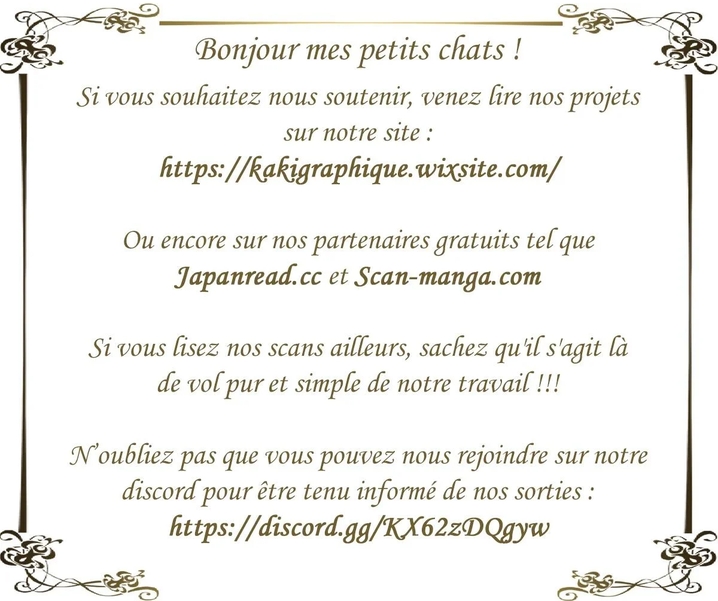 Bonjour mes petits chats !
Si vous souhaitez nous soutenir, venez lire nos projets
sur notre site :
https://kakigraphique.wixsite.com/
Ou encore sur nos partenaires gratuits tel que
Japanread.cc et Scan-manga.com
Si vous lisez nos scans ailleurs, sachez qu'il s'agit là
de vol pur et simple de notre travail !!!
N’oubliez pas que vous pouvez nous rejoindre sur notre
discord pour être tenu informé de nos sorties :
https://discord.gg/KX62zDQgyw